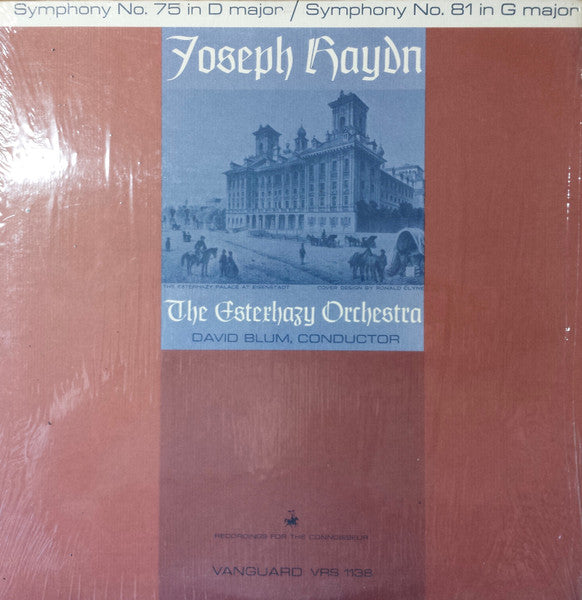 Symphony No. 75 in D major / Symphony No. 81 in G major
Joseph Haydn
THE ESTERHAZY PALACE AT EISENSTADT COVER DESIGN BY RONALD CLYNE
The Esterhazy Orchestra
DAVID BLUM, CONDUCTOR
RECORDINGS FOR THE CONNOISSEUR
VANGUARD VRS 1138